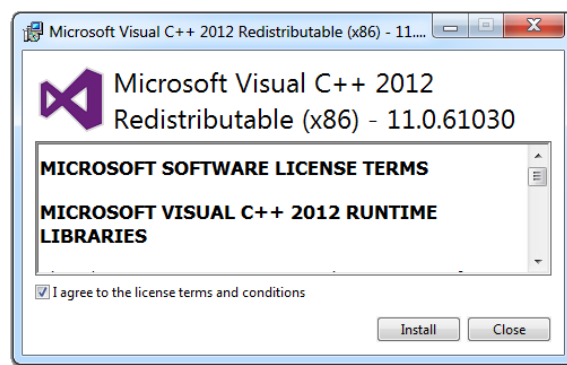 Microsoft Visual C++ 2012 Redistributable (x86) - 11....
Microsoft Visual C++ 2012
Redistributable (x86) - 11.0.61030
MICROSOFT SOFTWARE LICENSE TERMS
MICROSOFT VISUAL C++ 2012 RUNTIME
LIBRARIES
I agree to the license terms and conditions
Install Close